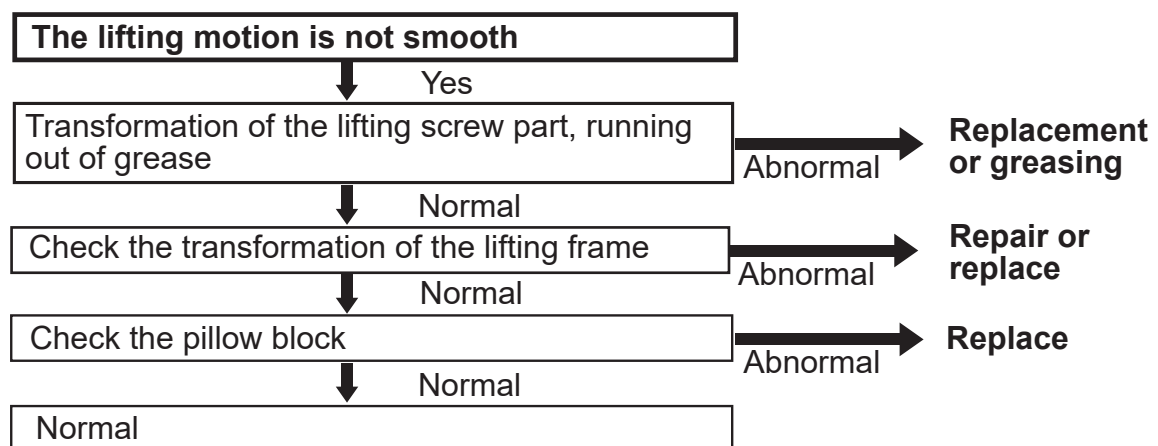 The lifting motion is not smooth
Yes
Transformation of the lifting screw part, running
out of grease
Abnormal
Replacement
or greasing
Normal
Check the transformation of the lifting frame
Abnormal
Repair or
replace
Normal
Check the pillow block
Abnormal
Replace
Normal
Normal